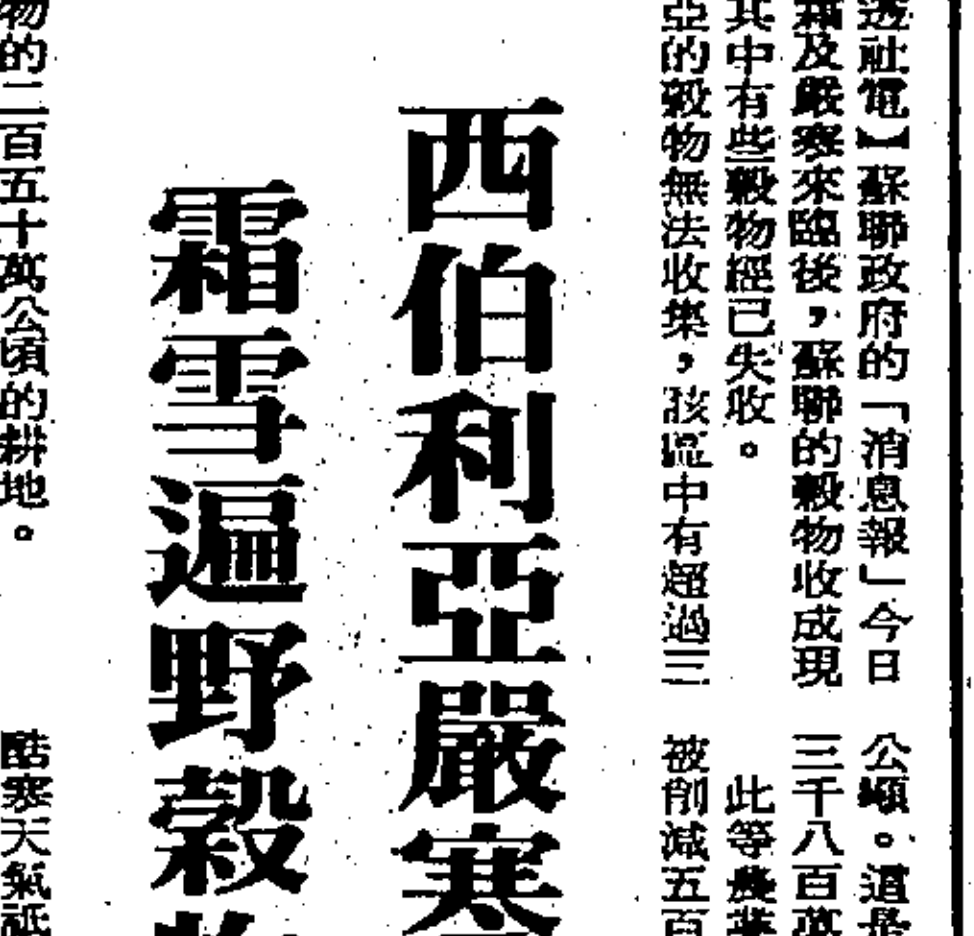 透社電】蘇聯政府的「消息報」今日
霜及嚴寒來臨後，蘇聯的穀物收成現
其中有些穀物經已失收。
亞的穀物無法收集，該區中有超過三
公頃。這是
三千八百萬
此等農業
被削減五百
西伯利亞嚴寒
霜雪遍野穀物
物的二百五十萬公頃的耕地。
酷寒天氣祗